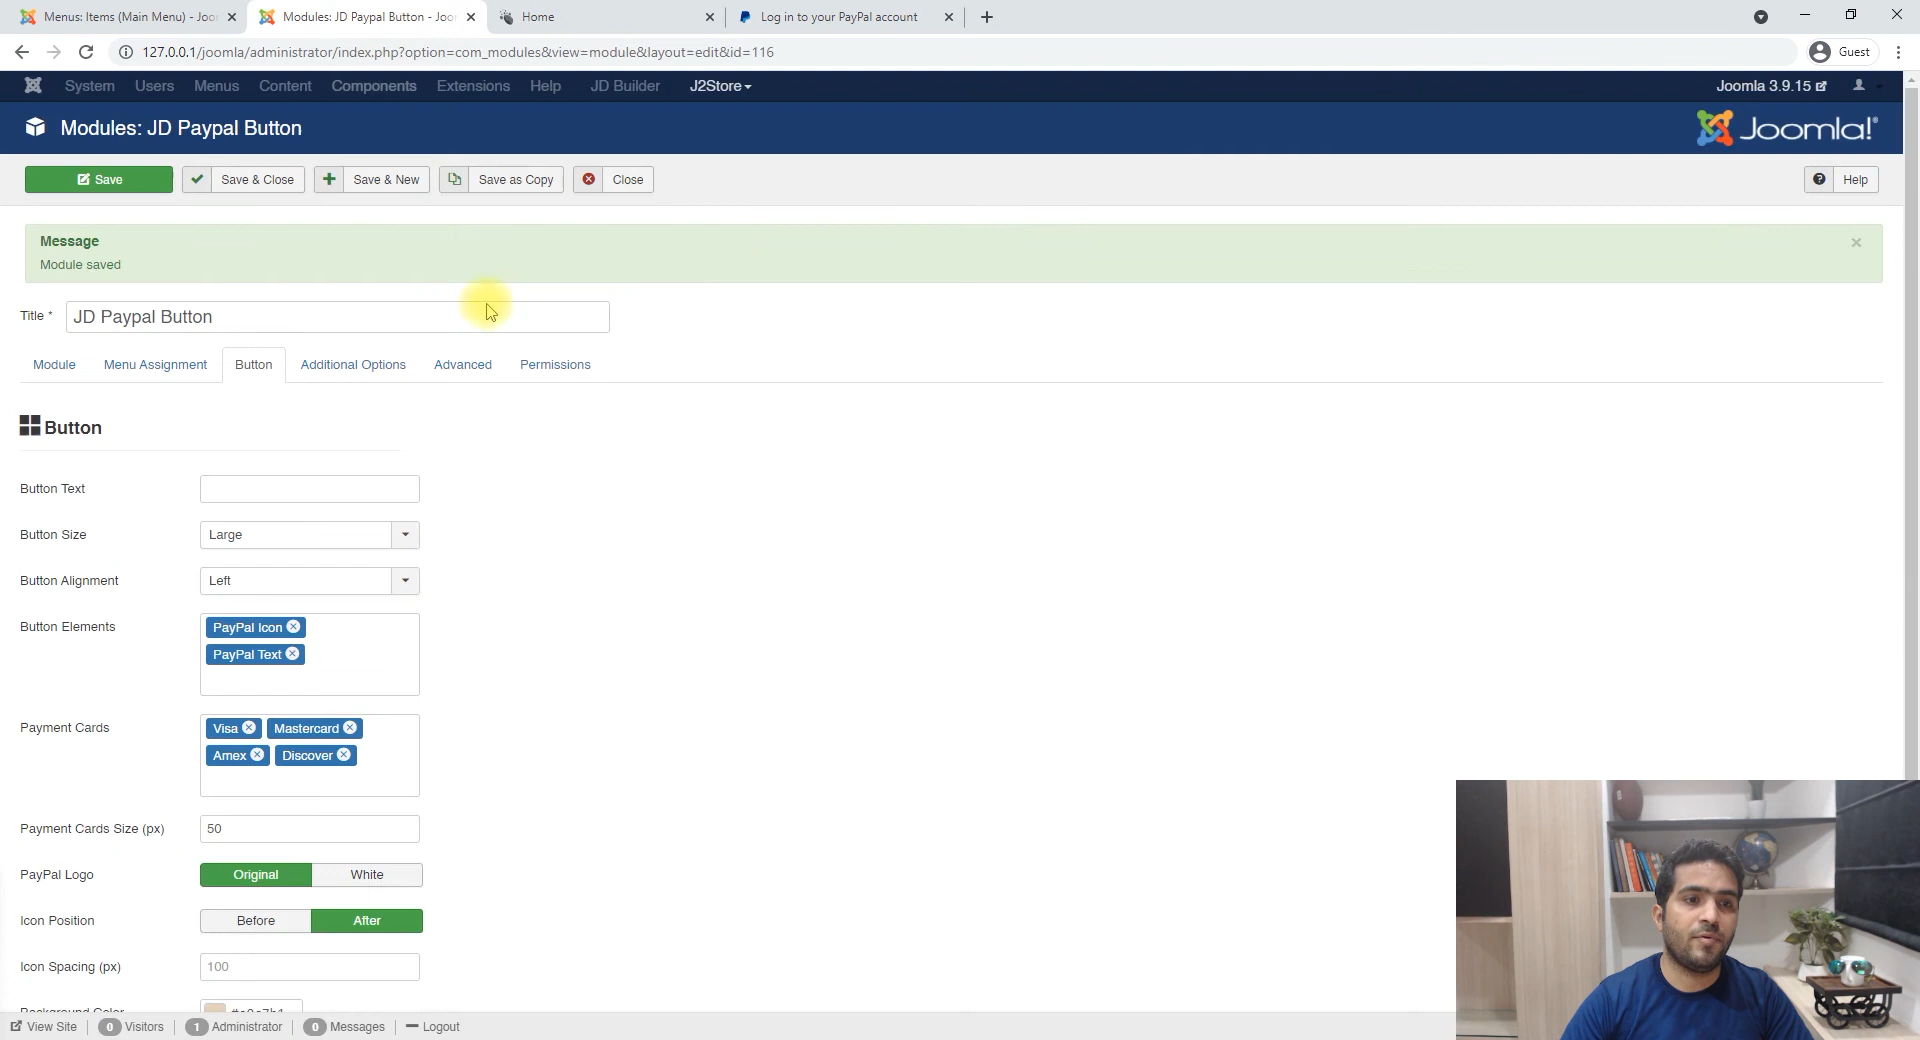 Menus: Items (Main Menu) - Joo
Modules: JD Paypal Button - Joo
Home
Log in to your PayPal account
127.0.0.1/joomla/administrator/index.php?option=com_modules&view=module&layout=edit&id=116
Guest
System Users Menus Content Components Extensions Help JD Builder J2Store
Joomla 3.9.15
Modules: JD Paypal Button
Joomla!®
Save
Save & Close
Save & New
Save as Copy
Close
Help
Message
Module saved
Title *
JD Paypal Button
Module Menu Assignment Button Additional Options Advanced Permissions
Button
Button Text
Button Size Large
Button Alignment Left
Button Elements
PayPal Icon
PayPal Text
Payment Cards
Visa Mastercard
Amex Discover
Payment Cards Size (px) 50
PayPal Logo Original White
Icon Position Before After
Icon Spacing (px) 100
Background Color
View Site 0 Visitors 1 Administrator 0 Messages Logout